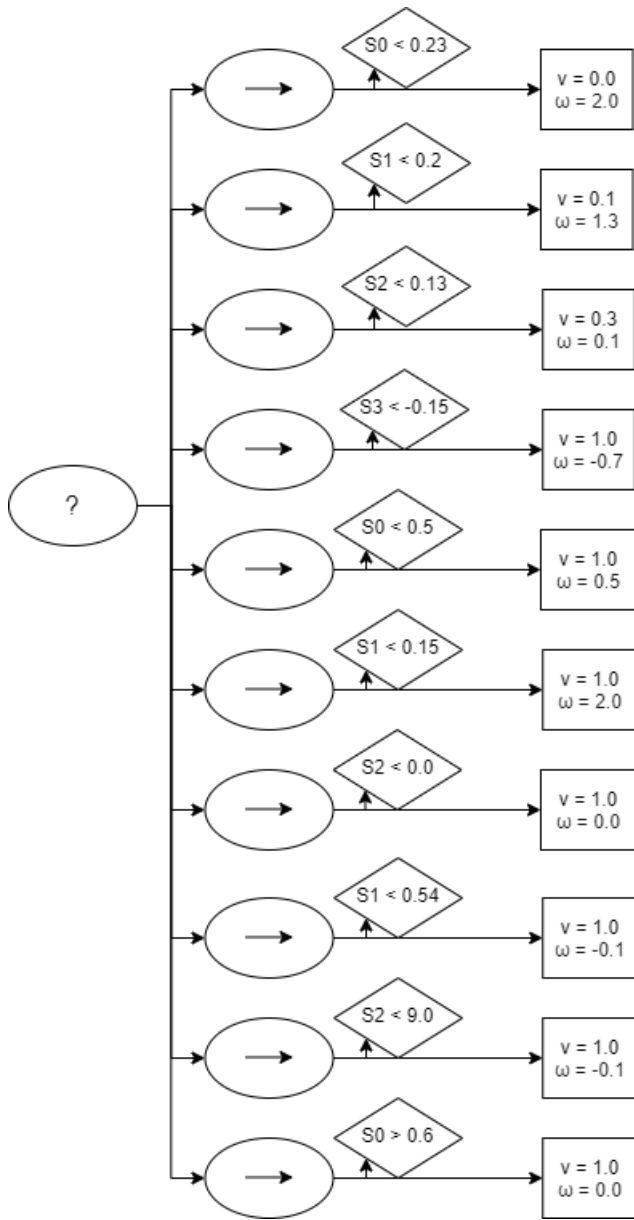 S0 < 0.23
v = 0.0
ω = 2.0
S1 < 0.2
v = 0.1
ω = 1.3
S2 < 0.13
v = 0.3
ω = 0.1
S3 < -0.15
v = 1.0
ω = -0.7
?
S0 < 0.5
v = 1.0
ω = 0.5
S1 < 0.15
v = 1.0
ω = 2.0
S2 < 0.0
v = 1.0
ω = 0.0
S1 < 0.54
v = 1.0
ω = -0.1
S2 < 9.0
v = 1.0
ω = -0.1
S0 > 0.6
v = 1.0
ω = 0.0